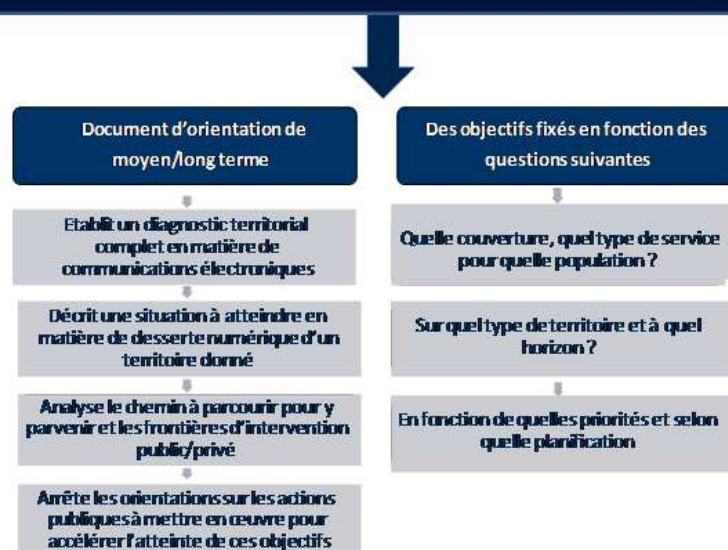 Document d'orientation de
moyen/long terme
Etablit un diagnostic territorial
complet en matière de
communications électroniques
Décrit une situation à atteindre en
matière de desserte numérique d'un
territoire donné
Analyse le chemin à parcourir pour y
parvenir et les frontières d'intervention
public/privé
Arrête les orientations sur les actions
publiques à mettre en œuvre pour
accélérer l'atteinte de ces objectifs
Des objectifs fixés en fonction des
questions suivantes
Quelle couverture, quel type de service
pour quelle population ?
Sur quel type de territoire et à quel
horizon ?
En fonction de quelles priorités et selon
quelle planification